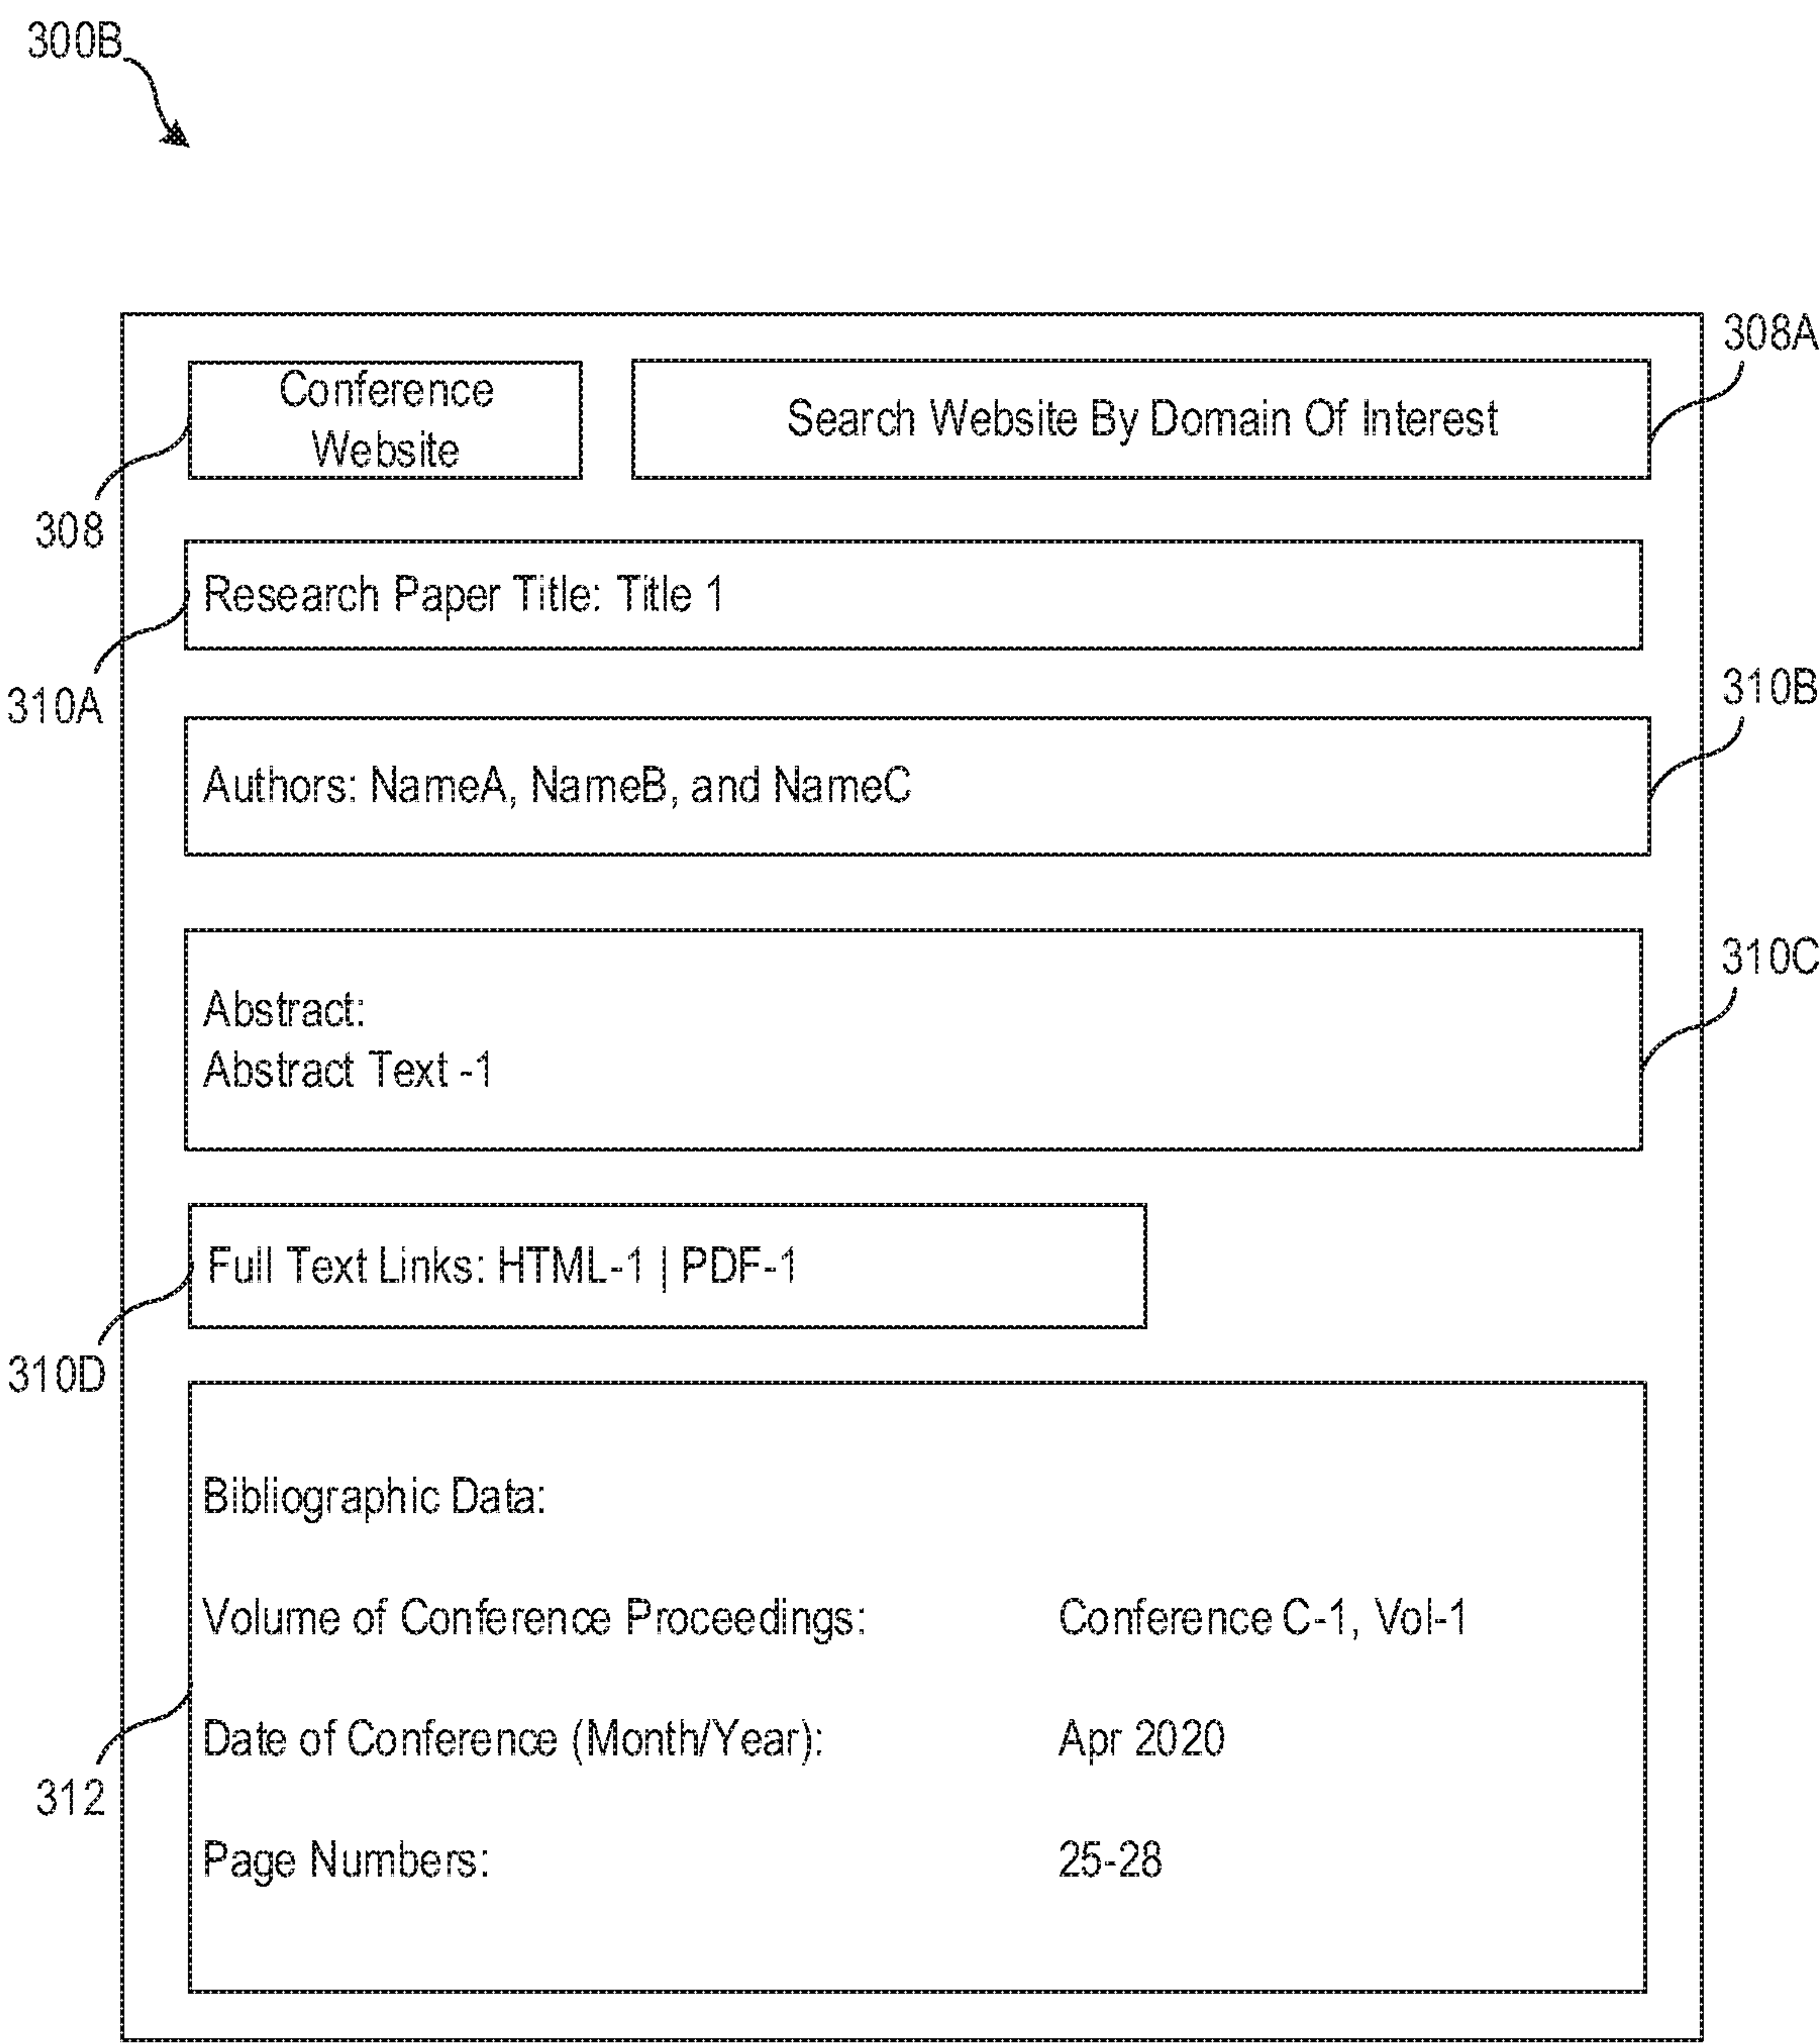 300B
308A
Conference
Website
Search Website By Domain Of Interest
308
Research Paper Title: Title 1
310A
310B
Authors: NameA, NameB, and NameC
310C
Abstract:
Abstract Text -1
Full Text Links: HTML-1 | PDF-1
310D
Bibliographic Data:
Volume of Conference Proceedings: Conference C-1, Vol-1
Date of Conference (Month/Year): Apr 2020
312
Page Numbers: 25-28